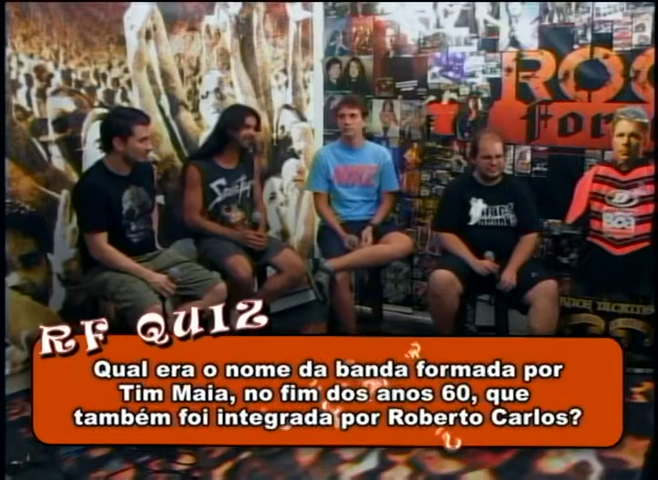 ROC
For
NIKE
RF QUIZ
Qual era o nome da banda formada por
Tim Maia, no fim dos anos 60, que
também foi integrada por Roberto Carlos?